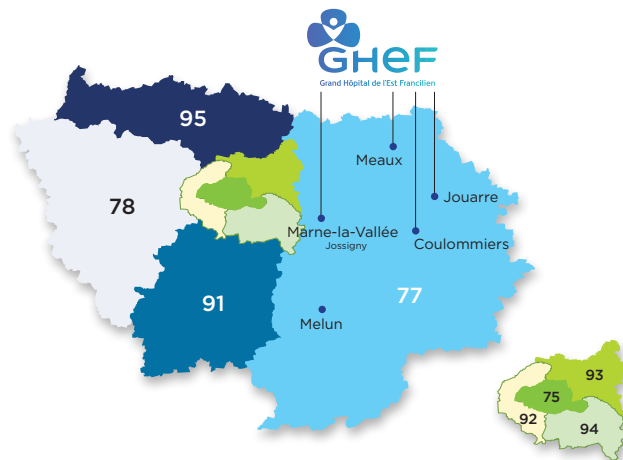 GHeF
Grand Hôpital de l'Est Francilien
95
Meaux
78
Jouarre
Marne-la-Vallée
Jossigny
Coulommiers
91
77
Melun
93
75
92
94